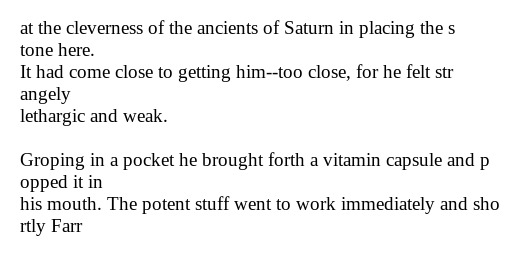 at the cleverness of the ancients of Saturn in placing the s
tone here.
It had come close to getting him--too close, for he felt str
angely
lethargic and weak.

Groping in a pocket he brought forth a vitamin capsule and p
opped it in
his mouth. The potent stuff went to work immediately and sho
rtly Farr